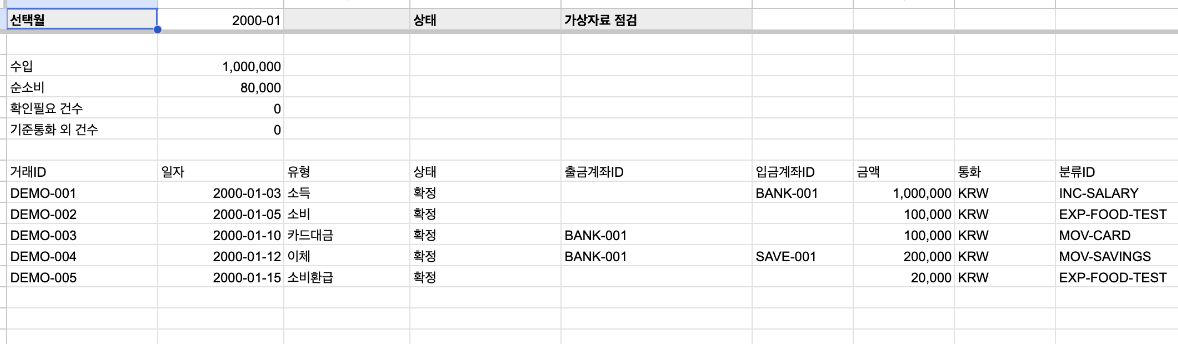 선택월 2000-01 상태 가상자료 점검
수입 1,000,000
순소비 80,000
확인필요 건수 0
기준통화 외 건수 0
거래ID 일자 유형 상태 출금계좌ID 입금계좌ID 금액 통화 분류ID
DEMO-001 2000-01-03 소득 확정 BANK-001 1,000,000 KRW INC-SALARY
DEMO-002 2000-01-05 소비 확정 100,000 KRW EXP-FOOD-TEST
DEMO-003 2000-01-10 카드대금 확정 BANK-001 100,000 KRW MOV-CARD
DEMO-004 2000-01-12 이체 확정 BANK-001 SAVE-001 200,000 KRW MOV-SAVINGS
DEMO-005 2000-01-15 소비환급 확정 20,000 KRW EXP-FOOD-TEST